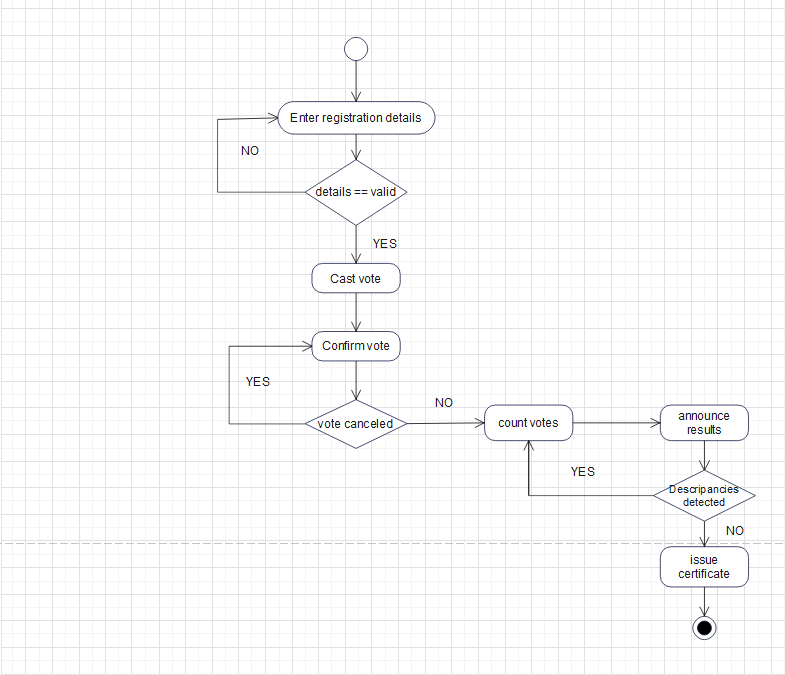 Enter registration details
NO
details == valid
YES
Cast vote
Confirm vote
YES
vote canceled
NO
count votes
announce
results
YES
Descripancies
detected
NO
issue
certificate